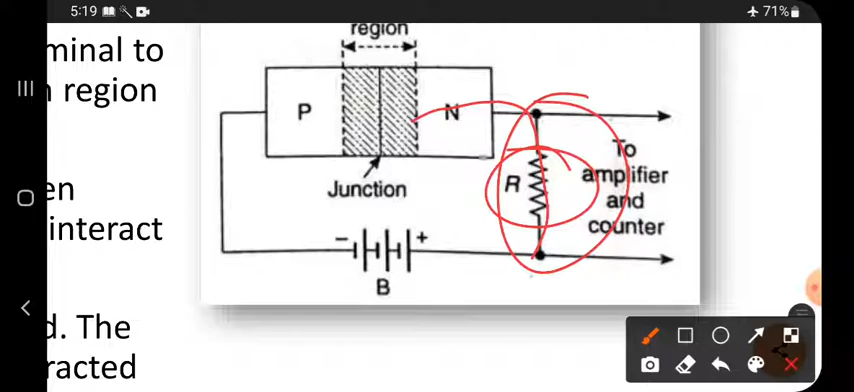 5:19
71%
minal to
region
en
interact
d. The
racted
region
P
N
Junction
R
To
amplifier
and
counter
-
+
B